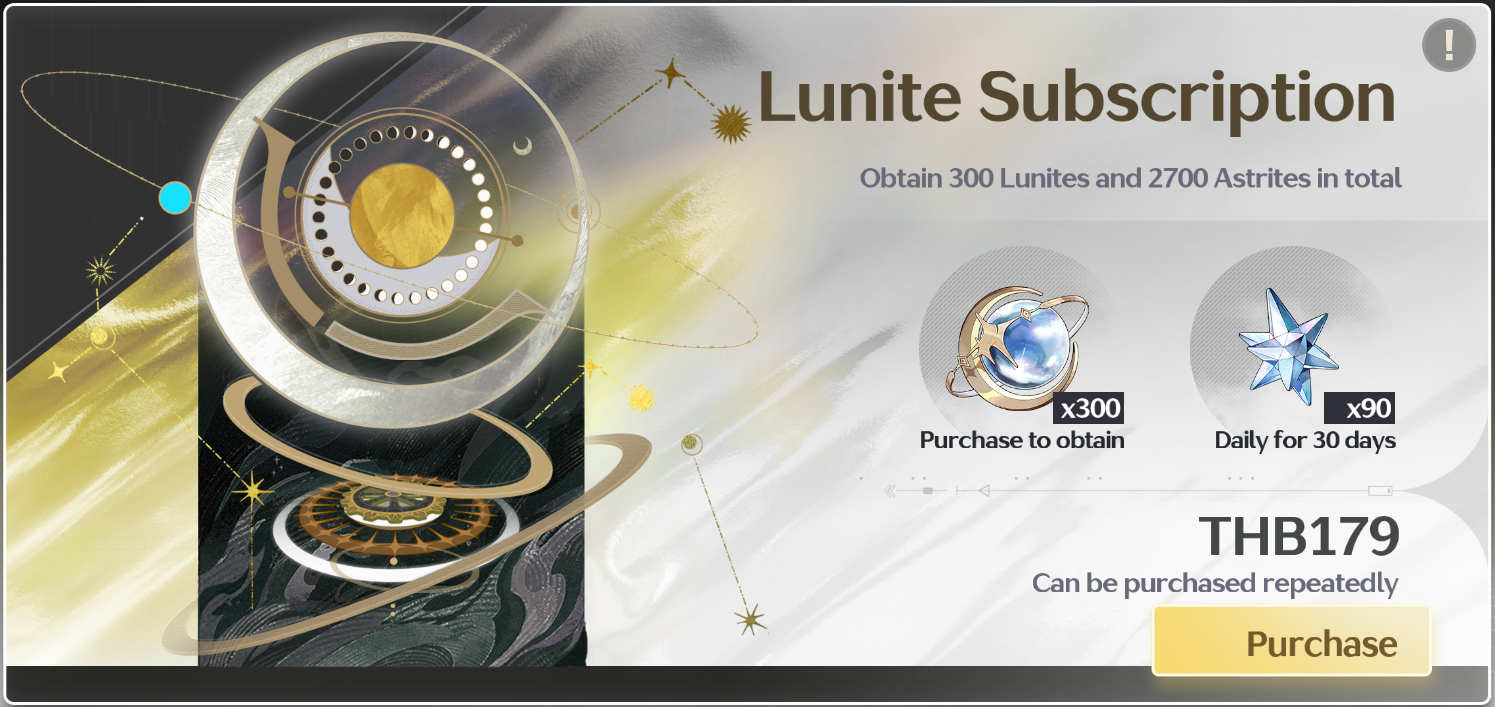 !
Lunite Subscription
Obtain 300 Lunites and 2700 Astrites in total
x300
x90
Purchase to obtain
Daily for 30 days
THB179
Can be purchased repeatedly
Purchase